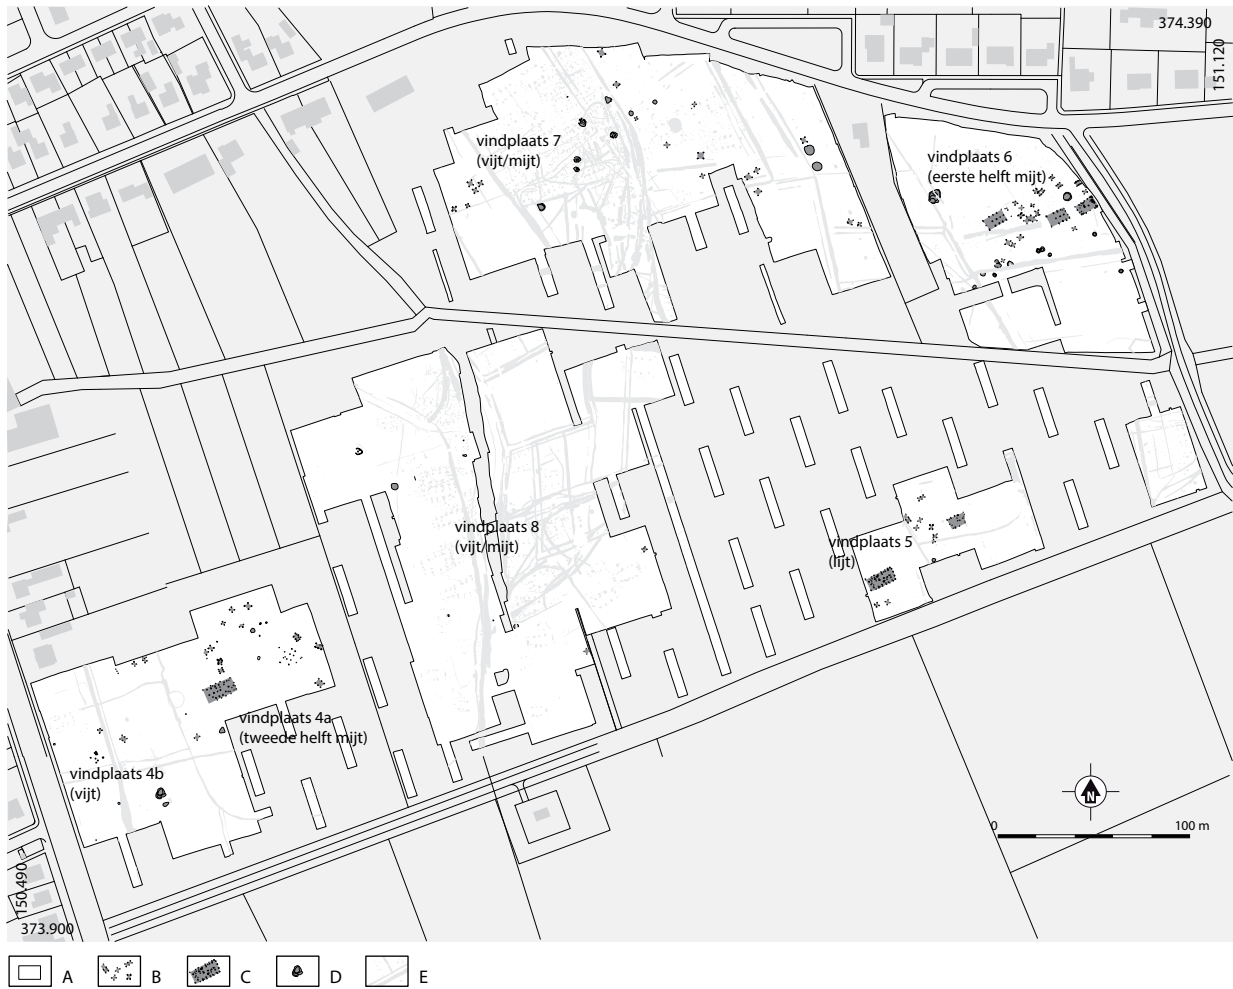 374.390
151.120
vindplaats 7
(vijt/mijt)
vindplaats 6
(eerste helft mijt)
vindplaats 8
(vijt/mijt)
vindplaats 5
(lijt)
vindplaats 4a
(tweede helft mijt)
vindplaats 4b
(vijt)
N
0 100 m
150.490
373.900
A B C D E